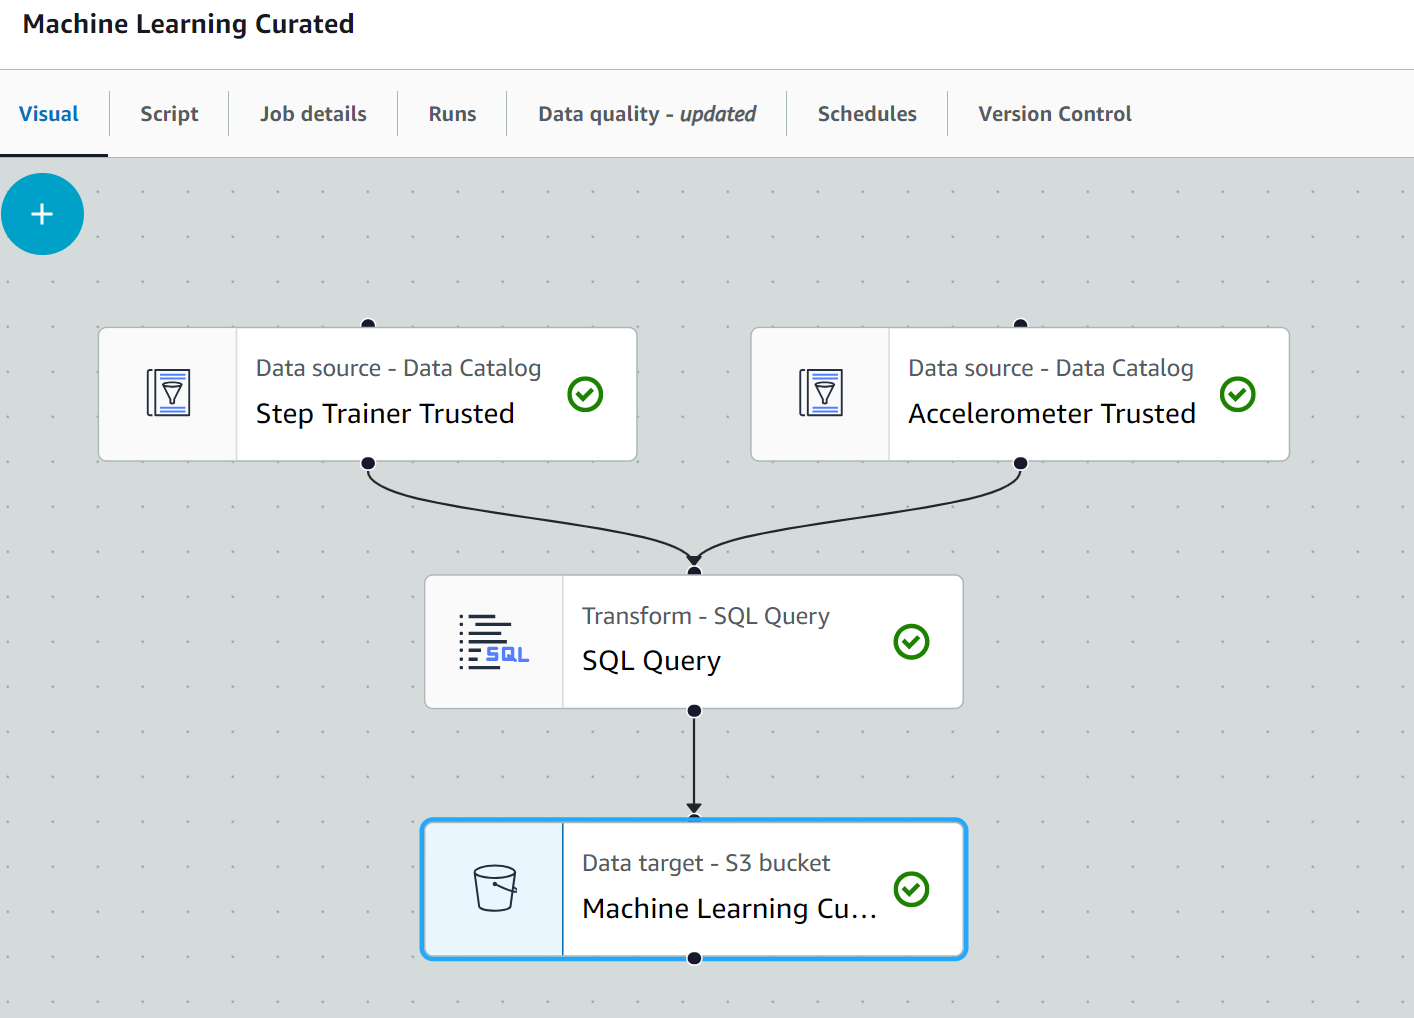 Machine Learning Curated
Visual
Script
Job details
Runs
Data quality - updated
Schedules
Version Control
Data source - Data Catalog
Step Trainer Trusted
Data source - Data Catalog
Accelerometer Trusted
Transform - SQL Query
SQL Query
SQL
Data target - S3 bucket
Machine Learning Cu...